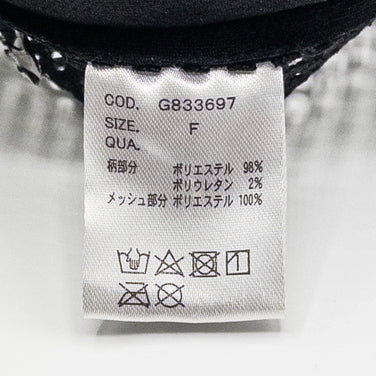 COD. G833697
SIZE. F
QUA.
柄部分 ポリエステル 98%
ポリウレタン 2%
メッシュ部分 ポリエステル 100%